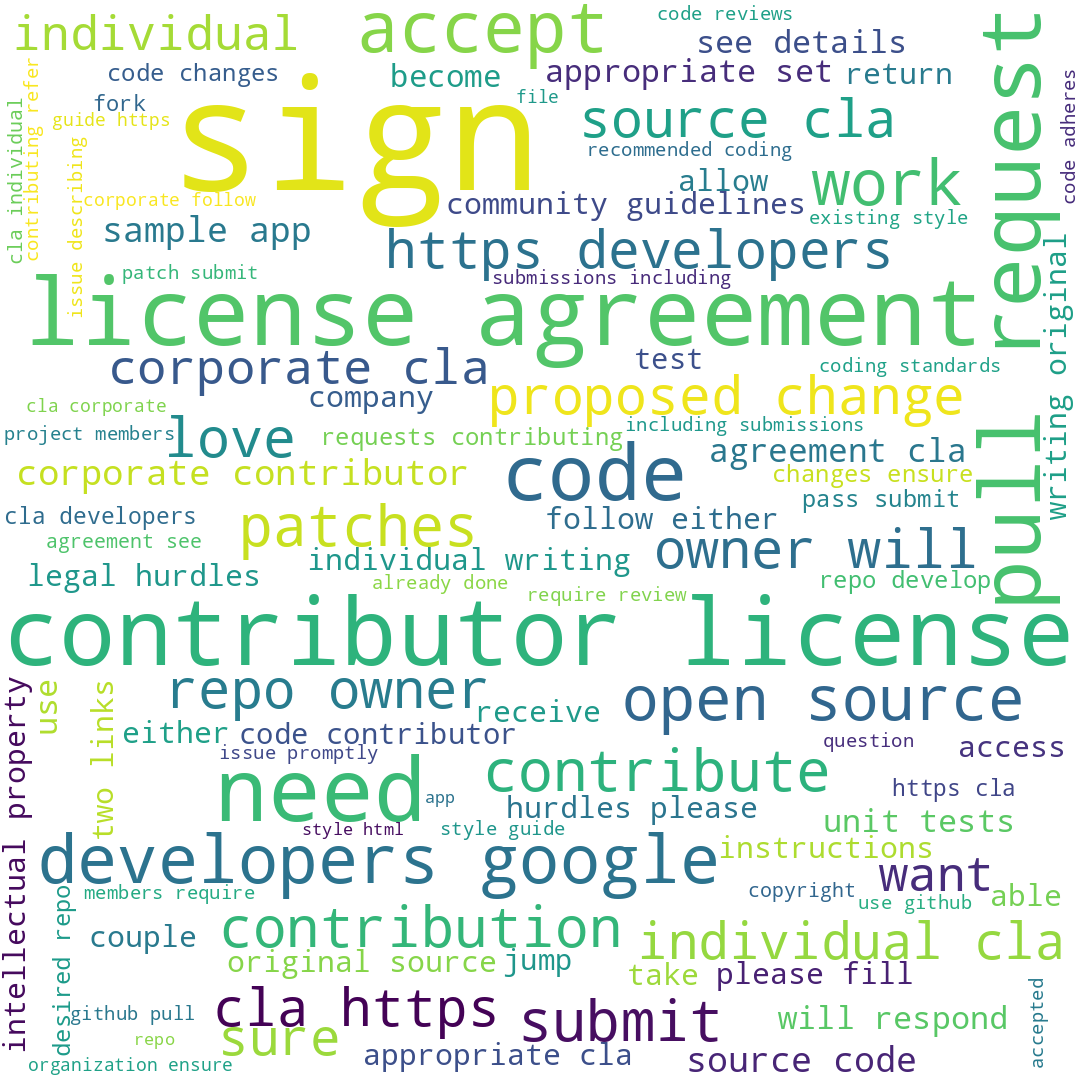 individual
accept
code reviews
see details
code changes
become
appropriate set
return
fork
file
sign
guide https
source cla
recommended coding
allow
work
corporate follow
community guidelines
existing style
sample app
https developers
patch submit
submissions including
license agreement
cla individual
contributing refer
issue describing
pull request
code adheres
writing original
corporate cla
test
coding standards
company
proposed change
cla corporate
project members
love
requests contributing
including submissions
agreement cla
corporate contributor
code
changes ensure
pass submit
cla developers
patches
follow either
agreement see
owner will
individual writing
legal hurdles
already done
repo develop
require review
contributor license
intellectual property
use
two links
repo owner
receive
open source
either
code contributor
issue promptly
question
access
need
contribute
https cla
app
hurdles please
style html
style guide
unit tests
developers google
instructions
want
members require
copyright
use github
able
desired repo
couple
contribution
individual cla
original source
jump
take
please fill
github pull
cla https
submit
will respond
accepted
repo
sure
organization ensure
appropriate cla
source code